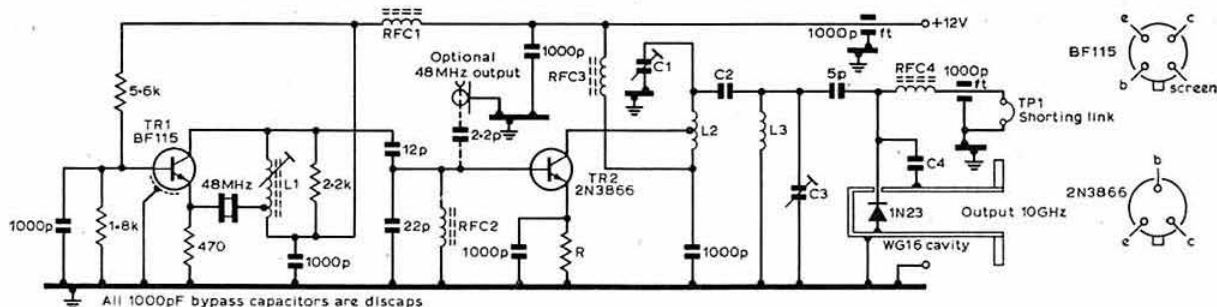 RFC1
1000p
ft
+12V
5·6k
Optional
48MHz output
1000p
RFC3
C1
C2
5p
RFC4
1000p
ft
TP1
Shorting link
TR1
BF115
48MHz
L1
2·2k
12p
2·2p
TR2
2N3866
L2
L3
C3
C4
1N23
Output 10GHz
WG16 cavity
1000p
1·8k
470
1000p
22p
RFC2
1000p
R
1000p
All 1000pF bypass capacitors are discaps
e
c
BF115
b
screen
b
2N3866
e
c